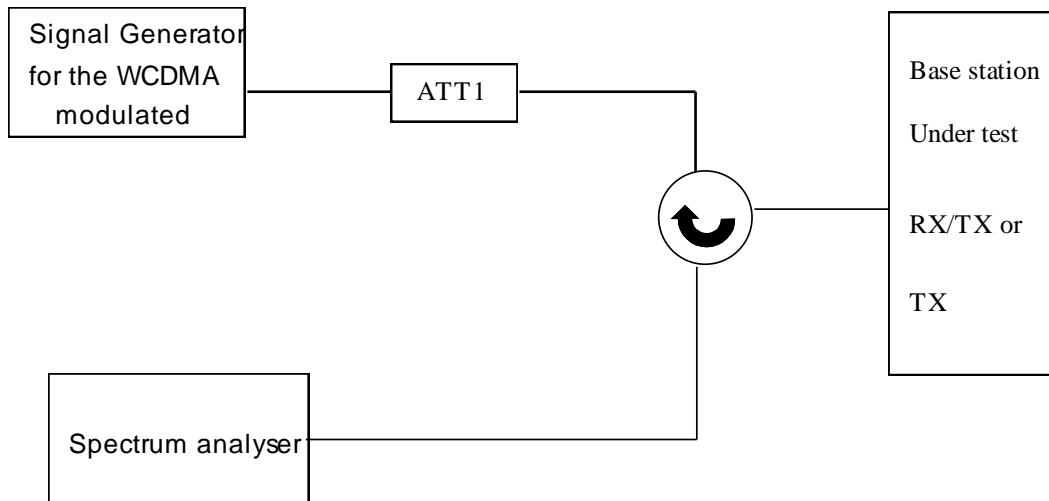 Signal Generator
for the WCDMA
modulated
ATT1
Base station
Under test
RX/TX or
TX
Spectrum analyser